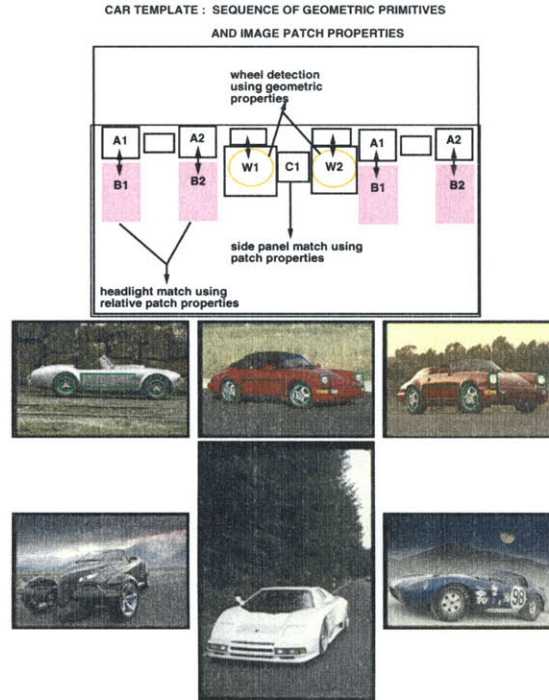 CAR TEMPLATE : SEQUENCE OF GEOMETRIC PRIMITIVES
AND IMAGE PATCH PROPERTIES
wheel detection
using geometric
properties
A1 A2 A1 A2
W1 C1 W2
B1 B2 B1 B2
side panel match using
patch properties
headlight match using
relative patch properties
98